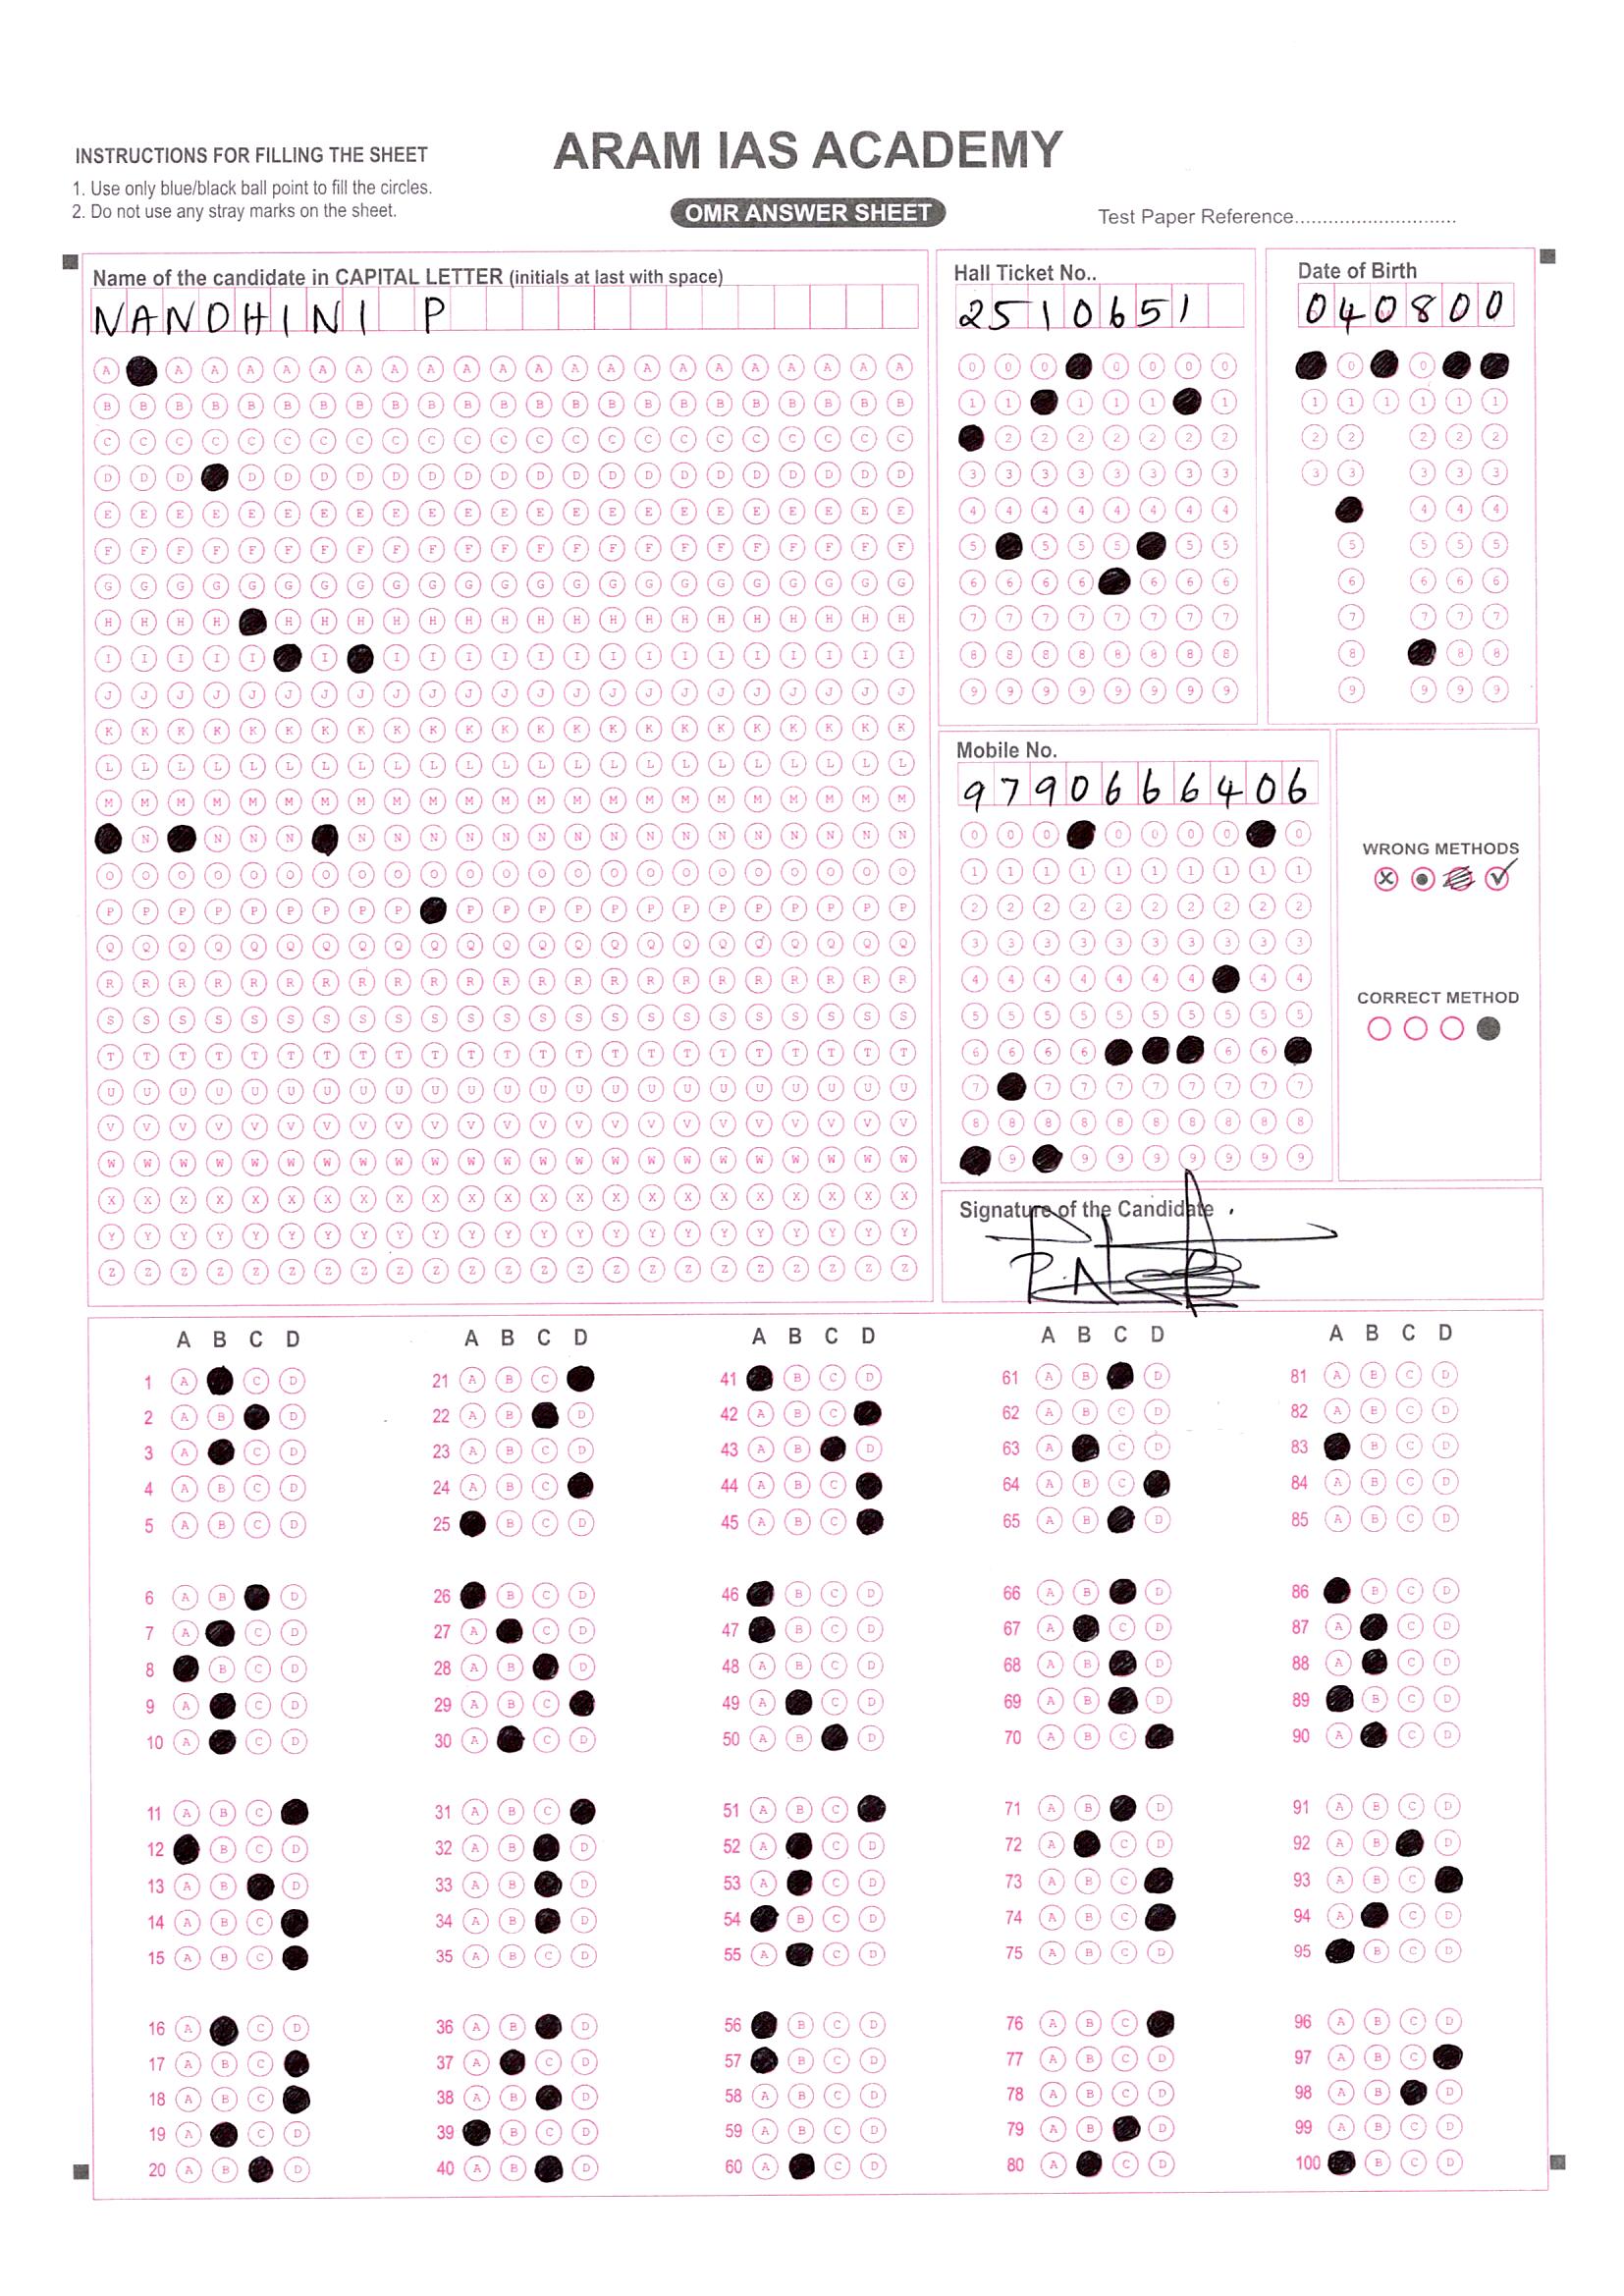 ARAM IAS ACADEMY
INSTRUCTIONS FOR FILLING THE SHEET
1. Use only blue/black ball point to fill the circles.
2. Do not use any stray marks on the sheet.
OMR ANSWER SHEET
Test Paper Reference.............................
Name of the candidate in CAPITAL LETTER (initials at last with space)
NANDHINI P
Hall Ticket No..
2510651
Date of Birth
040800
Mobile No.
9790666406
WRONG METHODS
CORRECT METHOD
Signature of the Candidate
A B C D A B C D A B C D A B C D A B C D
1 21 41 61 81
2 22 42 62 82
3 23 43 63 83
4 24 44 64 84
5 25 45 65 85
6 26 46 66 86
7 27 47 67 87
8 28 48 68 88
9 29 49 69 89
10 30 50 70 90
11 31 51 71 91
12 32 52 72 92
13 33 53 73 93
14 34 54 74 94
15 35 55 75 95
16 36 56 76 96
17 37 57 77 97
18 38 58 78 98
19 39 59 79 99
20 40 60 80 100